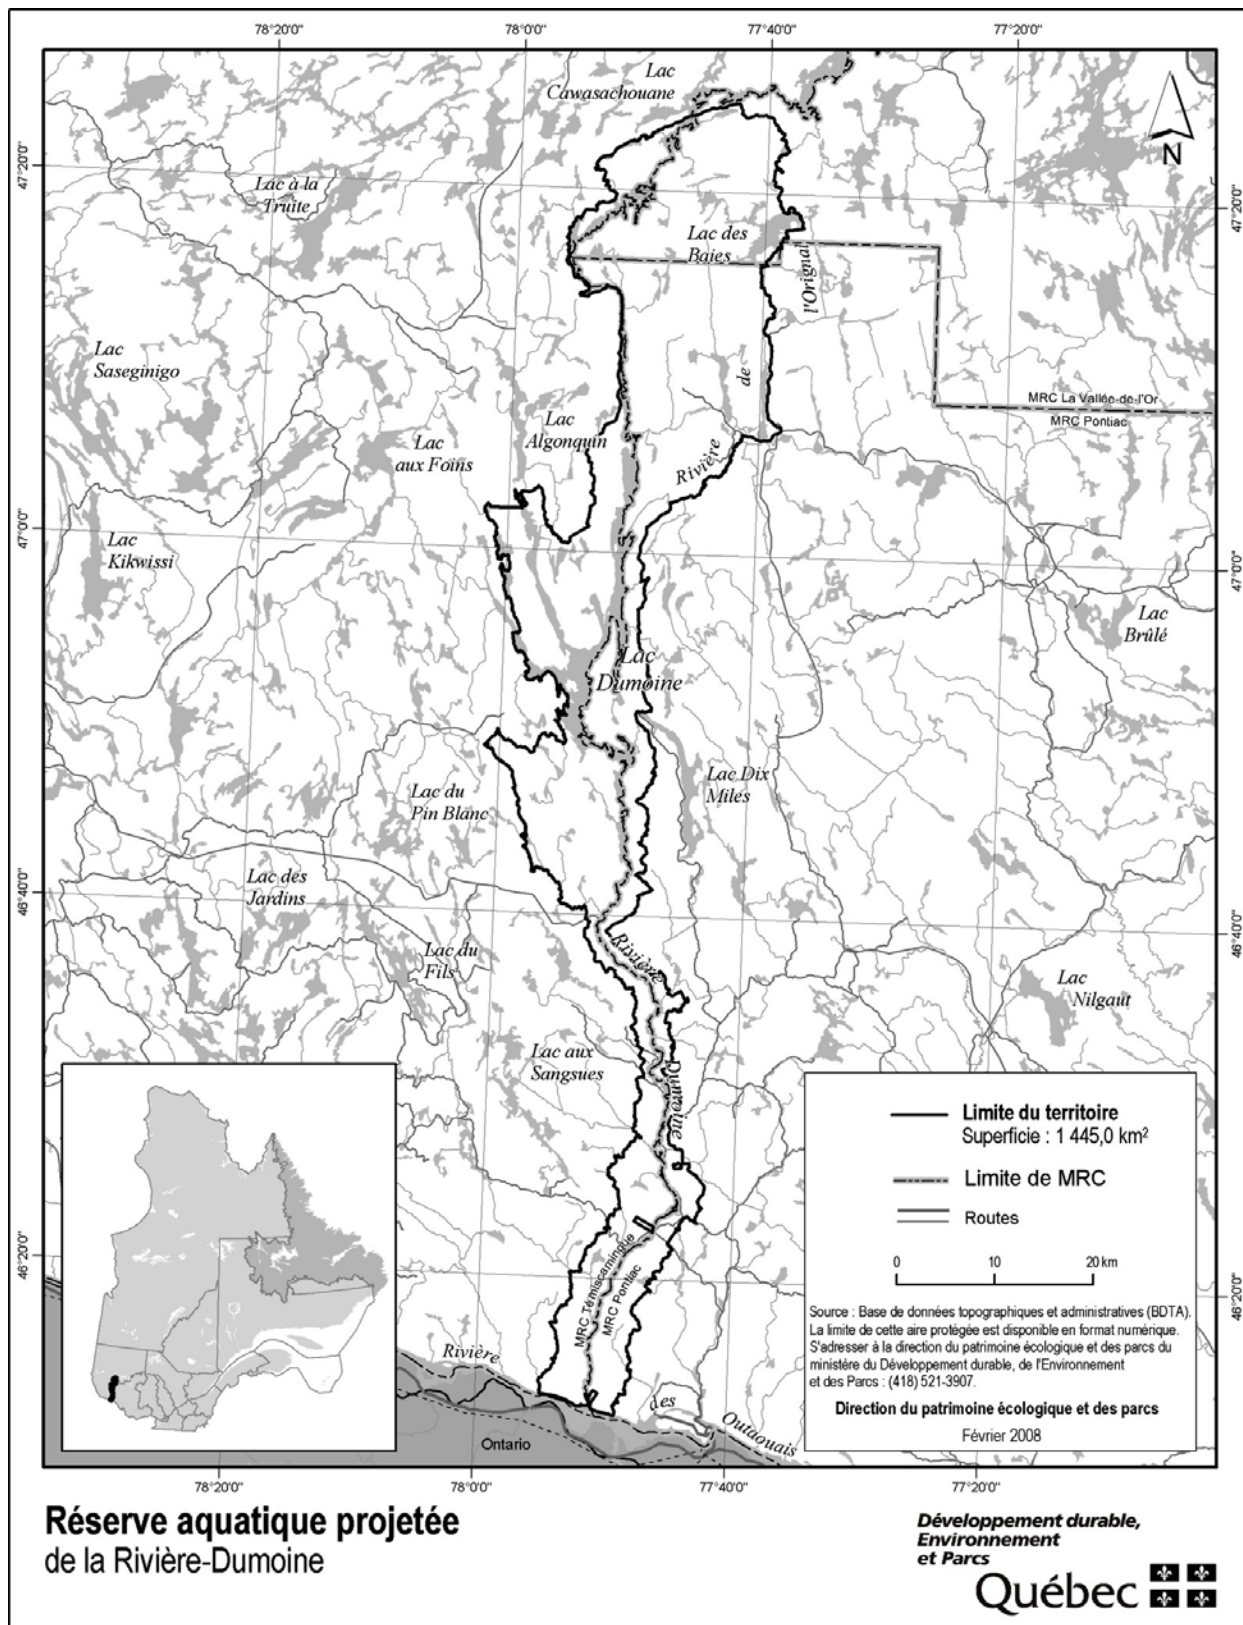 78°20'0"
78°0'0"
77°40'0"
77°20'0"
Lac
Cawasachouane
N
47°20'0"
47°20'0"
Lac à la
Truite
Lac des
Baies
l'Orignal
Lac
Saseginigo
de
MRC La Vallée-de-l'Or
MRC Pontiac
Lac
Algonquin
Lac
aux Foins
Rivière
47°0'0"
47°0'0"
Lac
Kikwissi
Lac
Brûlé
Lac
Dumoine
Lac Dix
Milles
Lac du
Pin Blanc
Lac des
Jardins
46°40'0"
46°40'0"
Lac du
Fils
Rivière
Lac
Nilgaut
Lac aux
Sangsues
Dumoine
Limite du territoire
Superficie : 1 445,0 km²
Limite de MRC
Routes
0 10 20 km
46°20'0"
46°20'0"
MRC Témiscamingue
MRC Pontiac
Source : Base de données topographiques et administratives (BDTA).
La limite de cette aire protégée est disponible en format numérique.
S'adresser à la direction du patrimoine écologique et des parcs du
ministère du Développement durable, de l'Environnement
et des Parcs : (418) 521-3907.
Direction du patrimoine écologique et des parcs
Février 2008
Rivière
des
Outaouais
Ontario
78°20'0"
78°0'0"
77°40'0"
77°20'0"
Réserve aquatique projetée
de la Rivière-Dumoine
Développement durable,
Environnement
et Parcs
Québec